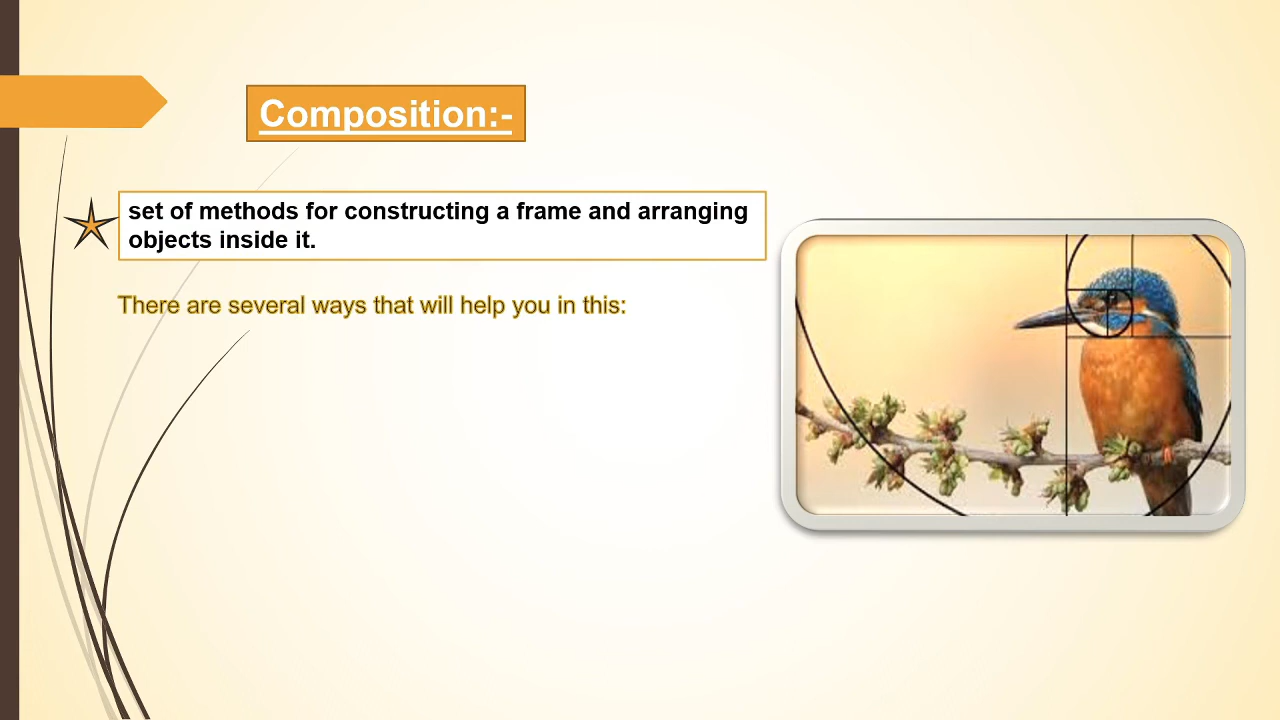 Composition:-
set of methods for constructing a frame and arranging
objects inside it.
There are several ways that will help you in this: